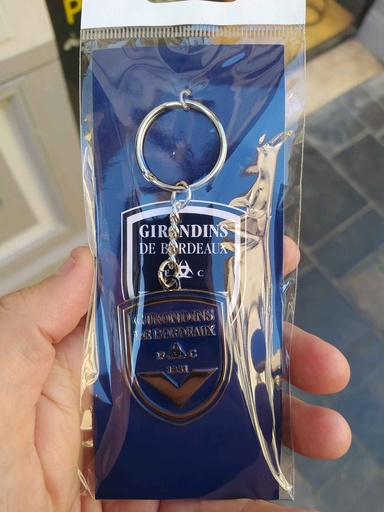 P
GIRONDINS
DE BORDEAUX
F C
GIRONDINS
DE BORDEAUX
F C
1881